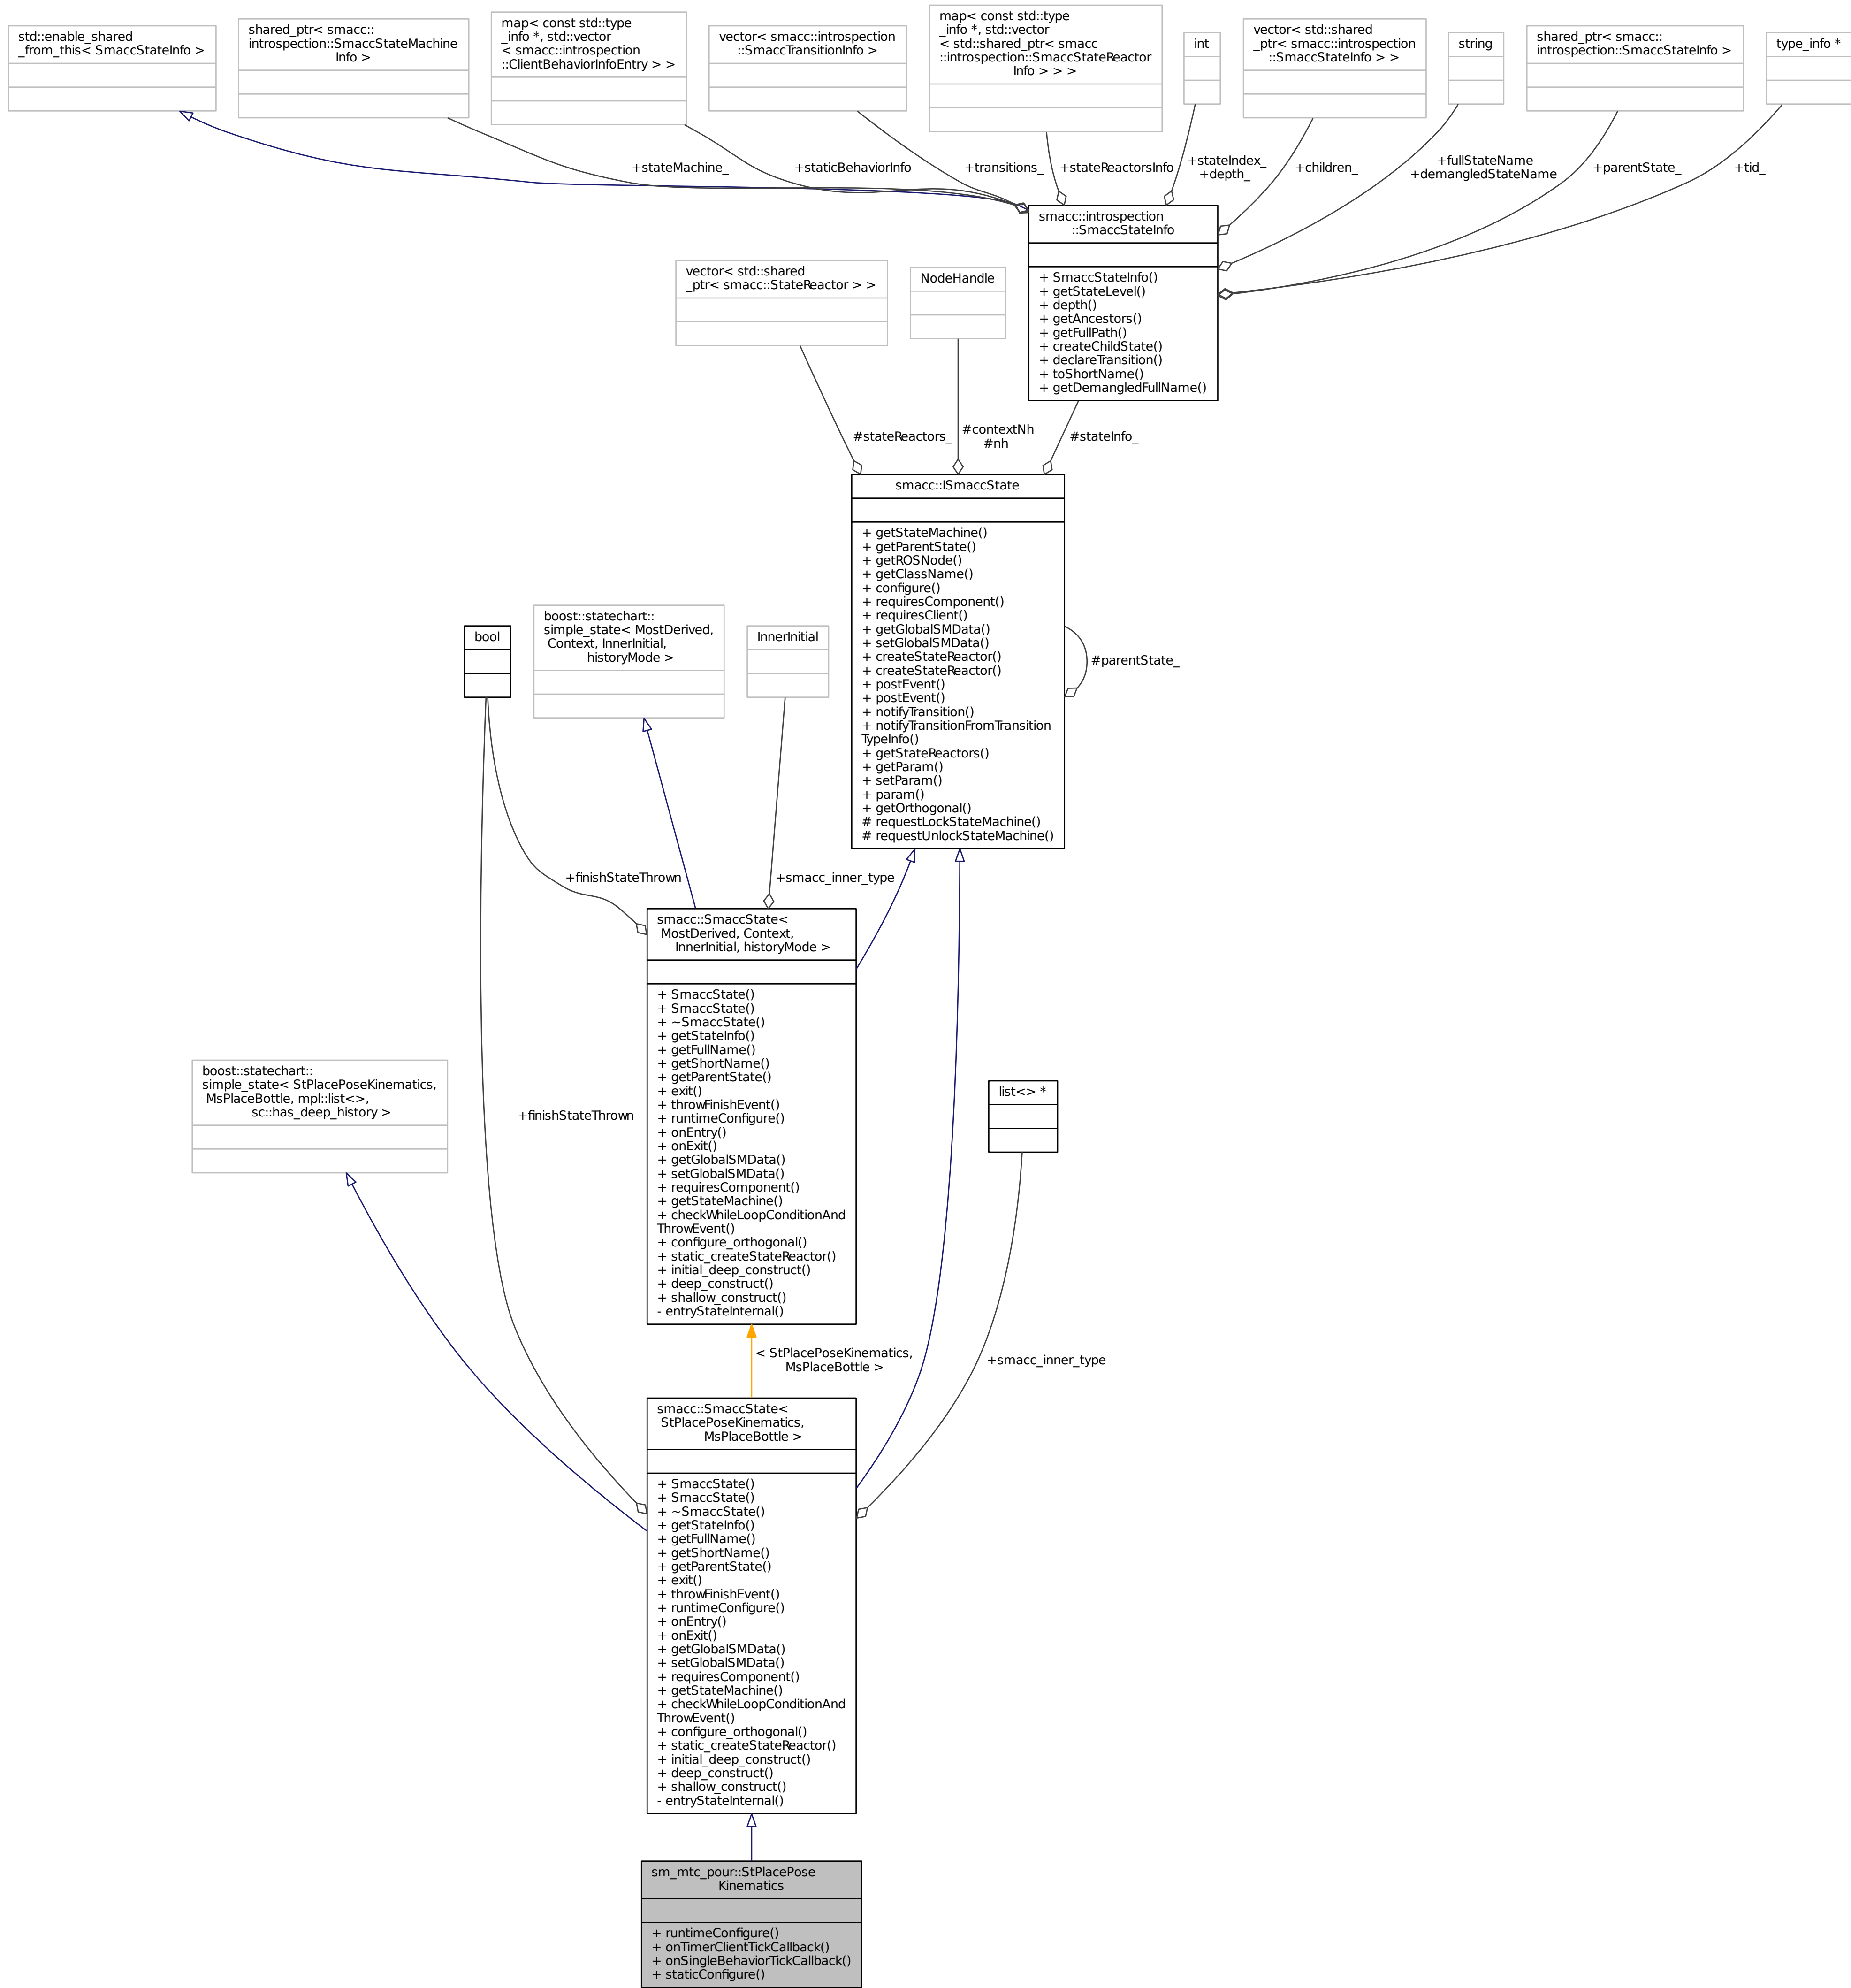 std::enable_shared
_from_this< SmaccStateInfo >
shared_ptr< smacc::
introspection::SmaccStateMachine
Info >
map< const std::type
_info *, std::vector
< smacc::introspection
::ClientBehaviorInfoEntry > >
vector< smacc::introspection
::SmaccTransitionInfo >
map< const std::type
_info *, std::vector
< std::shared_ptr< smacc
::introspection::SmaccStateReactor
Info > > >
int
vector< std::shared
_ptr< smacc::introspection
::SmaccStateInfo > >
string
shared_ptr< smacc::
introspection::SmaccStateInfo >
type_info *
+stateMachine_
+staticBehaviorInfo
+transitions_
+stateReactorsInfo
+stateIndex_
+depth_
+children_
+fullStateName
+demangledStateName
+parentState_
+tid_
smacc::introspection
::SmaccStateInfo
+ SmaccStateInfo()
+ getStateLevel()
+ depth()
+ getAncestors()
+ getFullPath()
+ createChildState()
+ declareTransition()
+ toShortName()
+ getDemangledFullName()
vector< std::shared
_ptr< smacc::StateReactor > >
NodeHandle
#stateReactors_
#contextNh
#nh
#stateInfo_
smacc::ISmaccState
+ getStateMachine()
+ getParentState()
+ getROSNode()
+ getClassName()
+ configure()
+ requiresComponent()
+ requiresClient()
+ getGlobalSMData()
+ setGlobalSMData()
+ createStateReactor()
+ createStateReactor()
+ postEvent()
+ postEvent()
+ notifyTransition()
+ notifyTransitionFromTransition
TypeInfo()
+ getStateReactors()
+ getParam()
+ setParam()
+ param()
+ getOrthogonal()
# requestLockStateMachine()
# requestUnlockStateMachine()
#parentState_
bool
boost::statechart::
simple_state< MostDerived,
Context, InnerInitial,
historyMode >
InnerInitial
+finishStateThrown
+smacc_inner_type
smacc::SmaccState<
MostDerived, Context,
InnerInitial, historyMode >
+ SmaccState()
+ SmaccState()
+ ~SmaccState()
+ getStateInfo()
+ getFullName()
+ getShortName()
+ getParentState()
+ exit()
+ throwFinishEvent()
+ runtimeConfigure()
+ onEntry()
+ onExit()
+ getGlobalSMData()
+ setGlobalSMData()
+ requiresComponent()
+ getStateMachine()
+ checkWhileLoopConditionAnd
ThrowEvent()
+ configure_orthogonal()
+ static_createStateReactor()
+ initial_deep_construct()
+ deep_construct()
+ shallow_construct()
- entryStateInternal()
boost::statechart::
simple_state< StPlacePoseKinematics,
MsPlaceBottle, mpl::list<>,
sc::has_deep_history >
+finishStateThrown
list<> *
< StPlacePoseKinematics,
MsPlaceBottle >
+smacc_inner_type
smacc::SmaccState<
StPlacePoseKinematics,
MsPlaceBottle >
+ SmaccState()
+ SmaccState()
+ ~SmaccState()
+ getStateInfo()
+ getFullName()
+ getShortName()
+ getParentState()
+ exit()
+ throwFinishEvent()
+ runtimeConfigure()
+ onEntry()
+ onExit()
+ getGlobalSMData()
+ setGlobalSMData()
+ requiresComponent()
+ getStateMachine()
+ checkWhileLoopConditionAnd
ThrowEvent()
+ configure_orthogonal()
+ static_createStateReactor()
+ initial_deep_construct()
+ deep_construct()
+ shallow_construct()
- entryStateInternal()
sm_mtc_pour::StPlacePose
Kinematics
+ runtimeConfigure()
+ onTimerClientTickCallback()
+ onSingleBehaviorTickCallback()
+ staticConfigure()